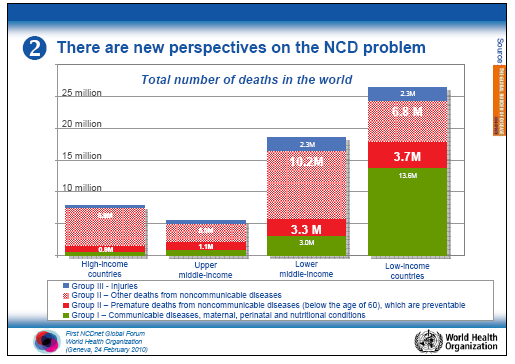 2 There are new perspectives on the NCD problem
Source
Total number of deaths in the world
25 million
20 million
15 million
10 million
2.3M
2.3M
10.2M
3.7M
13.6M
3.3 M
3.0M
1.1M
0.9M
High-income
countries
Upper
middle-income
Lower
middle-income
Low-income
countries
Group III - Injuries
Group II – Other deaths from noncommunicable diseases
Group II – Premature deaths from noncommunicable diseases (below the age of 60), which are preventable
Group I – Communicable diseases, maternal, perinatal and nutritional conditions
First NCDnet Global Forum
World Health Organization
(Geneva, 24 February 2010)
World Health
Organization